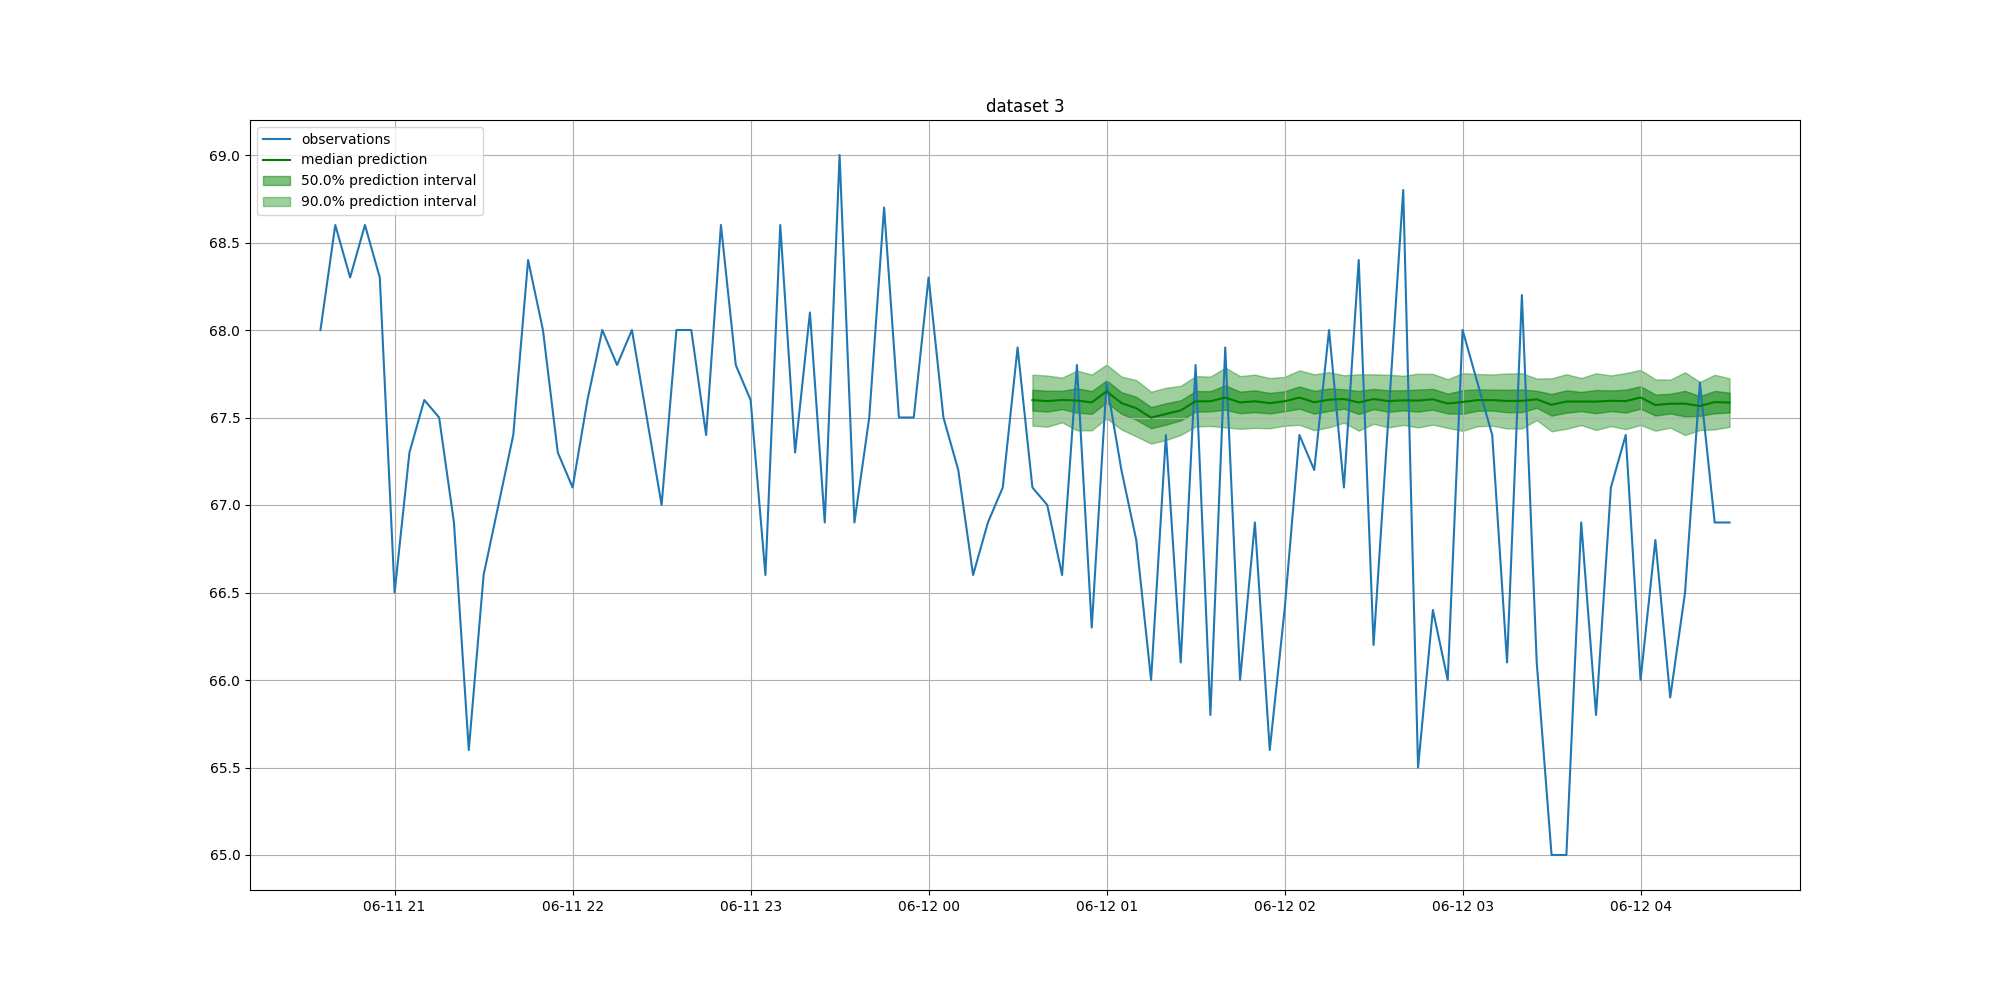 dataset 3
observations
median prediction
50.0% prediction interval
90.0% prediction interval
69.0
68.5
68.0
67.5
67.0
66.5
66.0
65.5
65.0
06-11 21 06-11 22 06-11 23 06-12 00 06-12 01 06-12 02 06-12 03 06-12 04